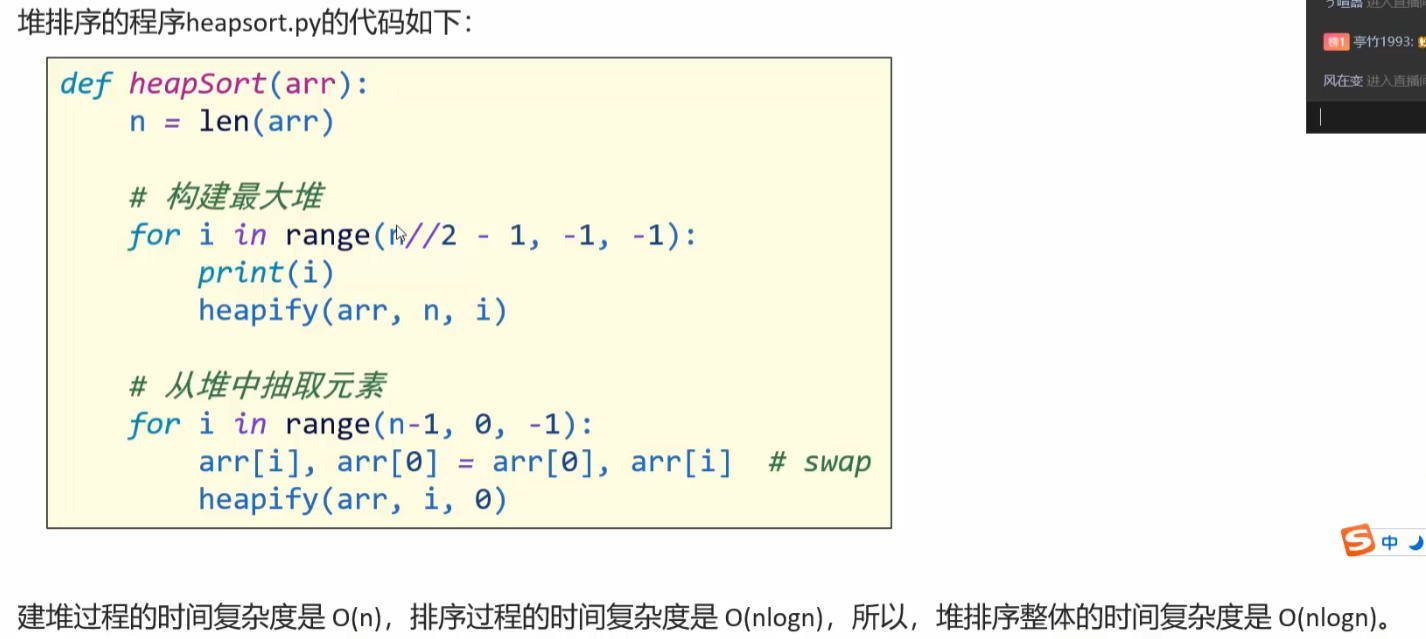 堆排序的程序heapsort.py的代码如下：
def heapSort(arr):
n = len(arr)
# 构建最大堆
for i in range(n//2 - 1, -1, -1):
print(i)
heapify(arr, n, i)
# 从堆中抽取元素
for i in range(n-1, 0, -1):
arr[i], arr[0] = arr[0], arr[i] # swap
heapify(arr, i, 0)
建堆过程的时间复杂度是 O(n)，排序过程的时间复杂度是 O(nlogn)，所以，堆排序整体的时间复杂度是 O(nlogn)。
进入直播间
榜1 亭竹1993:
风在变 进入直播间
S 中